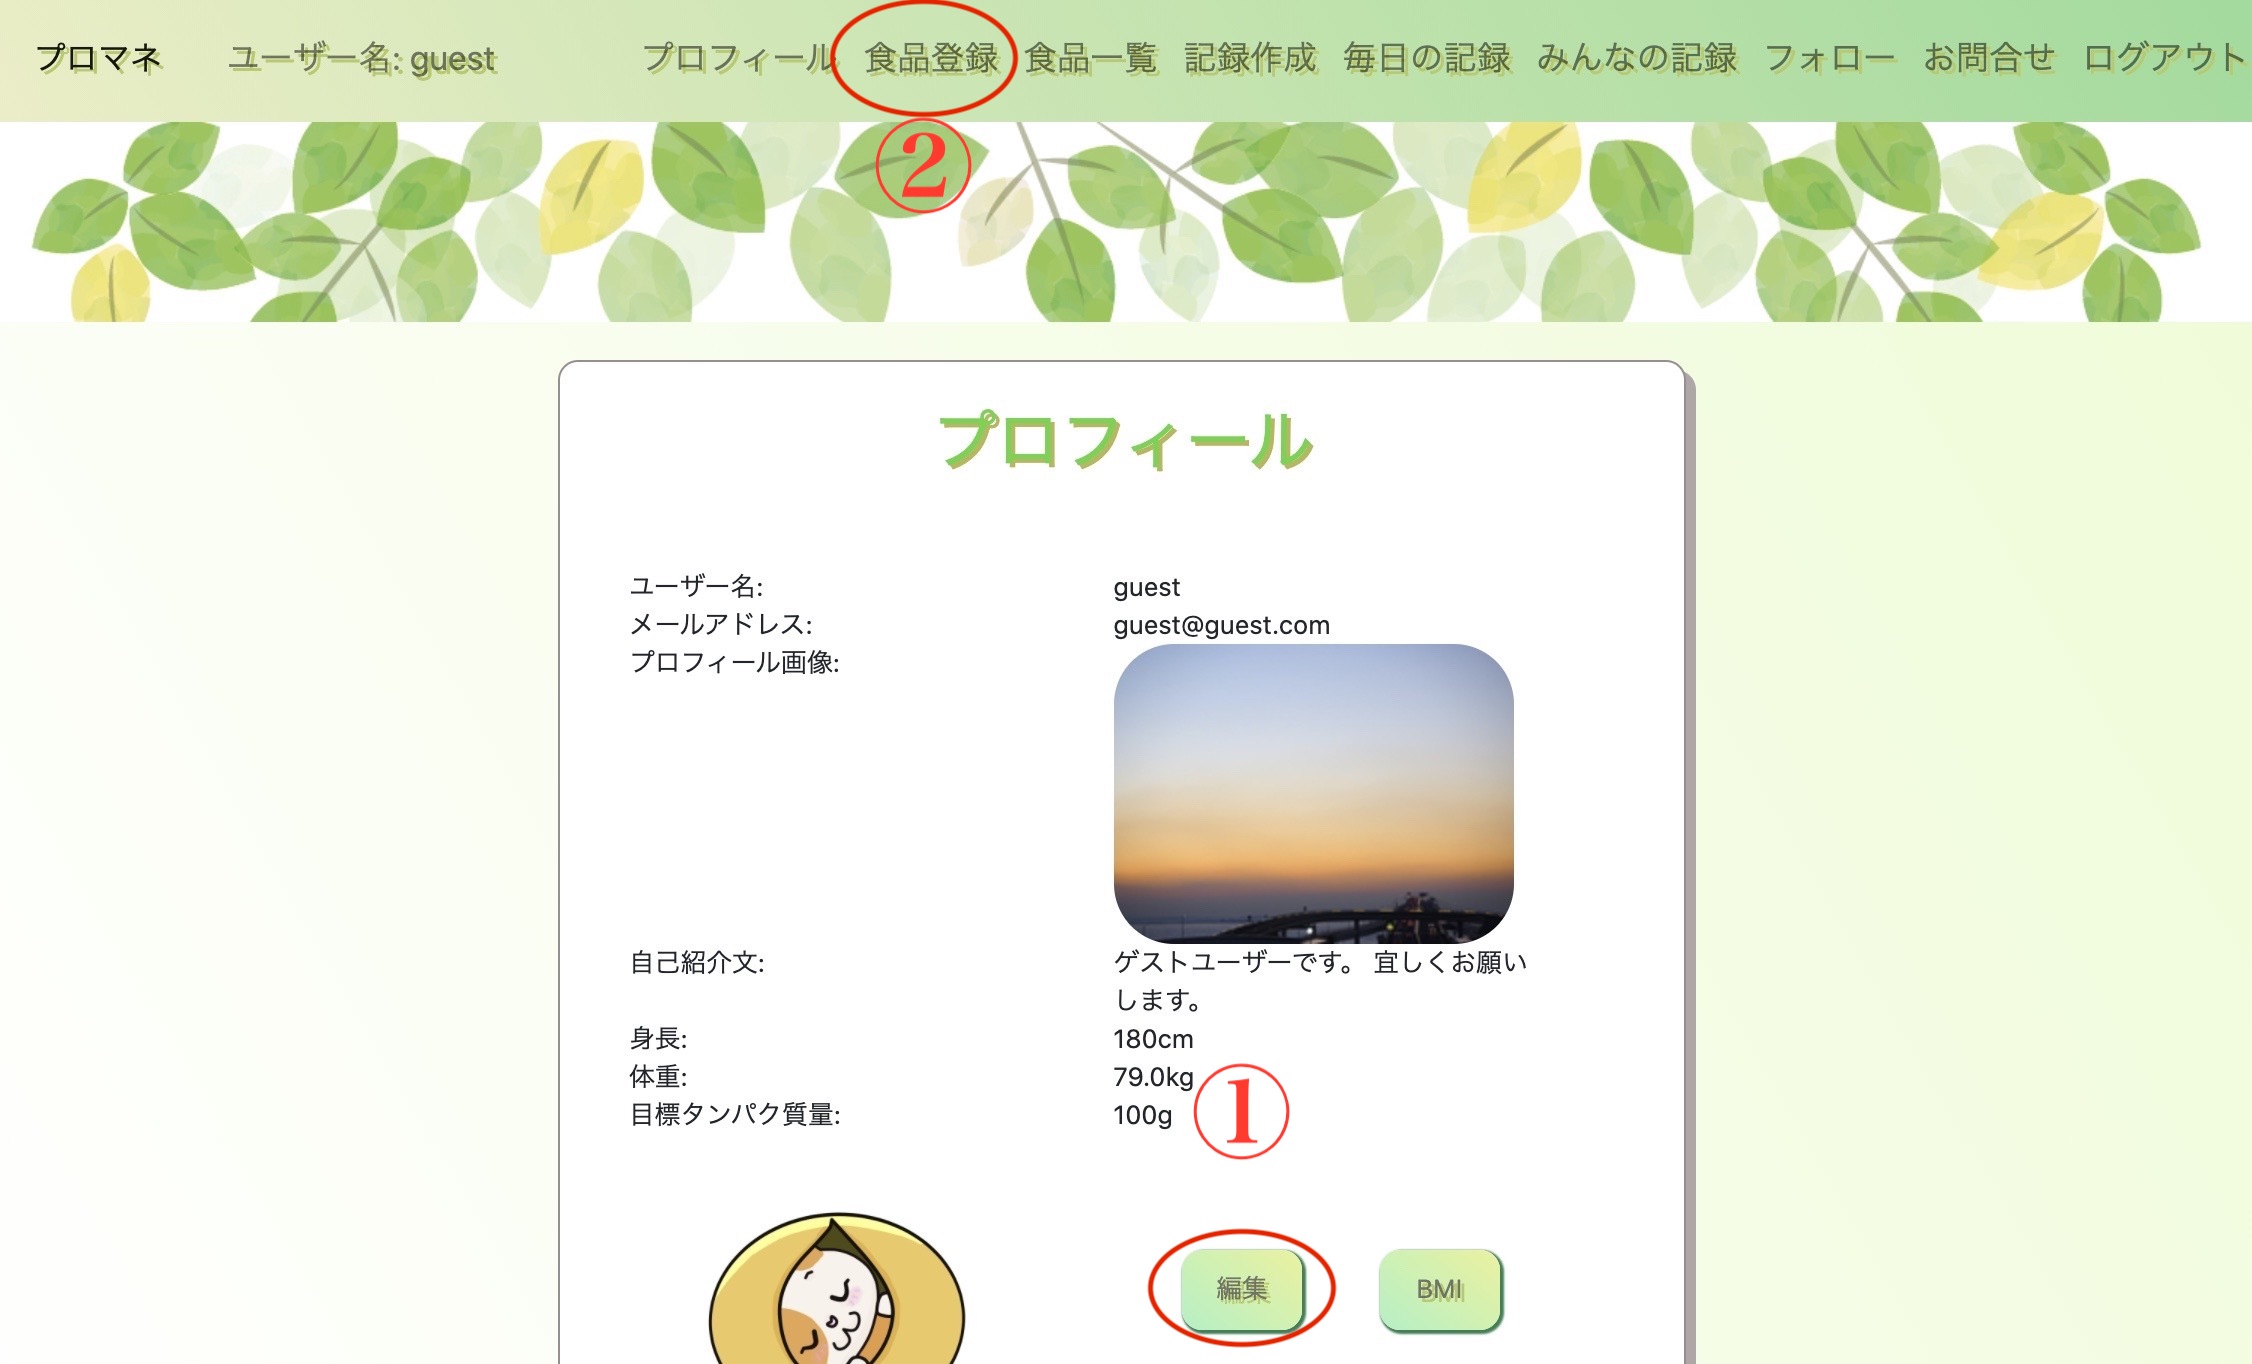 プロマネ ユーザー名: guest プロフィール 食品登録 食品一覧 記録作成 毎日の記録 みんなの記録 フォロー お問合せ ログアウト
②
プロフィール
ユーザー名: guest
メールアドレス: guest@guest.com
プロフィール画像:
自己紹介文: ゲストユーザーです。 宜しくお願い
します。
身長: 180cm
体重: 79.0kg
目標タンパク質量: 100g ①
編集 BMI